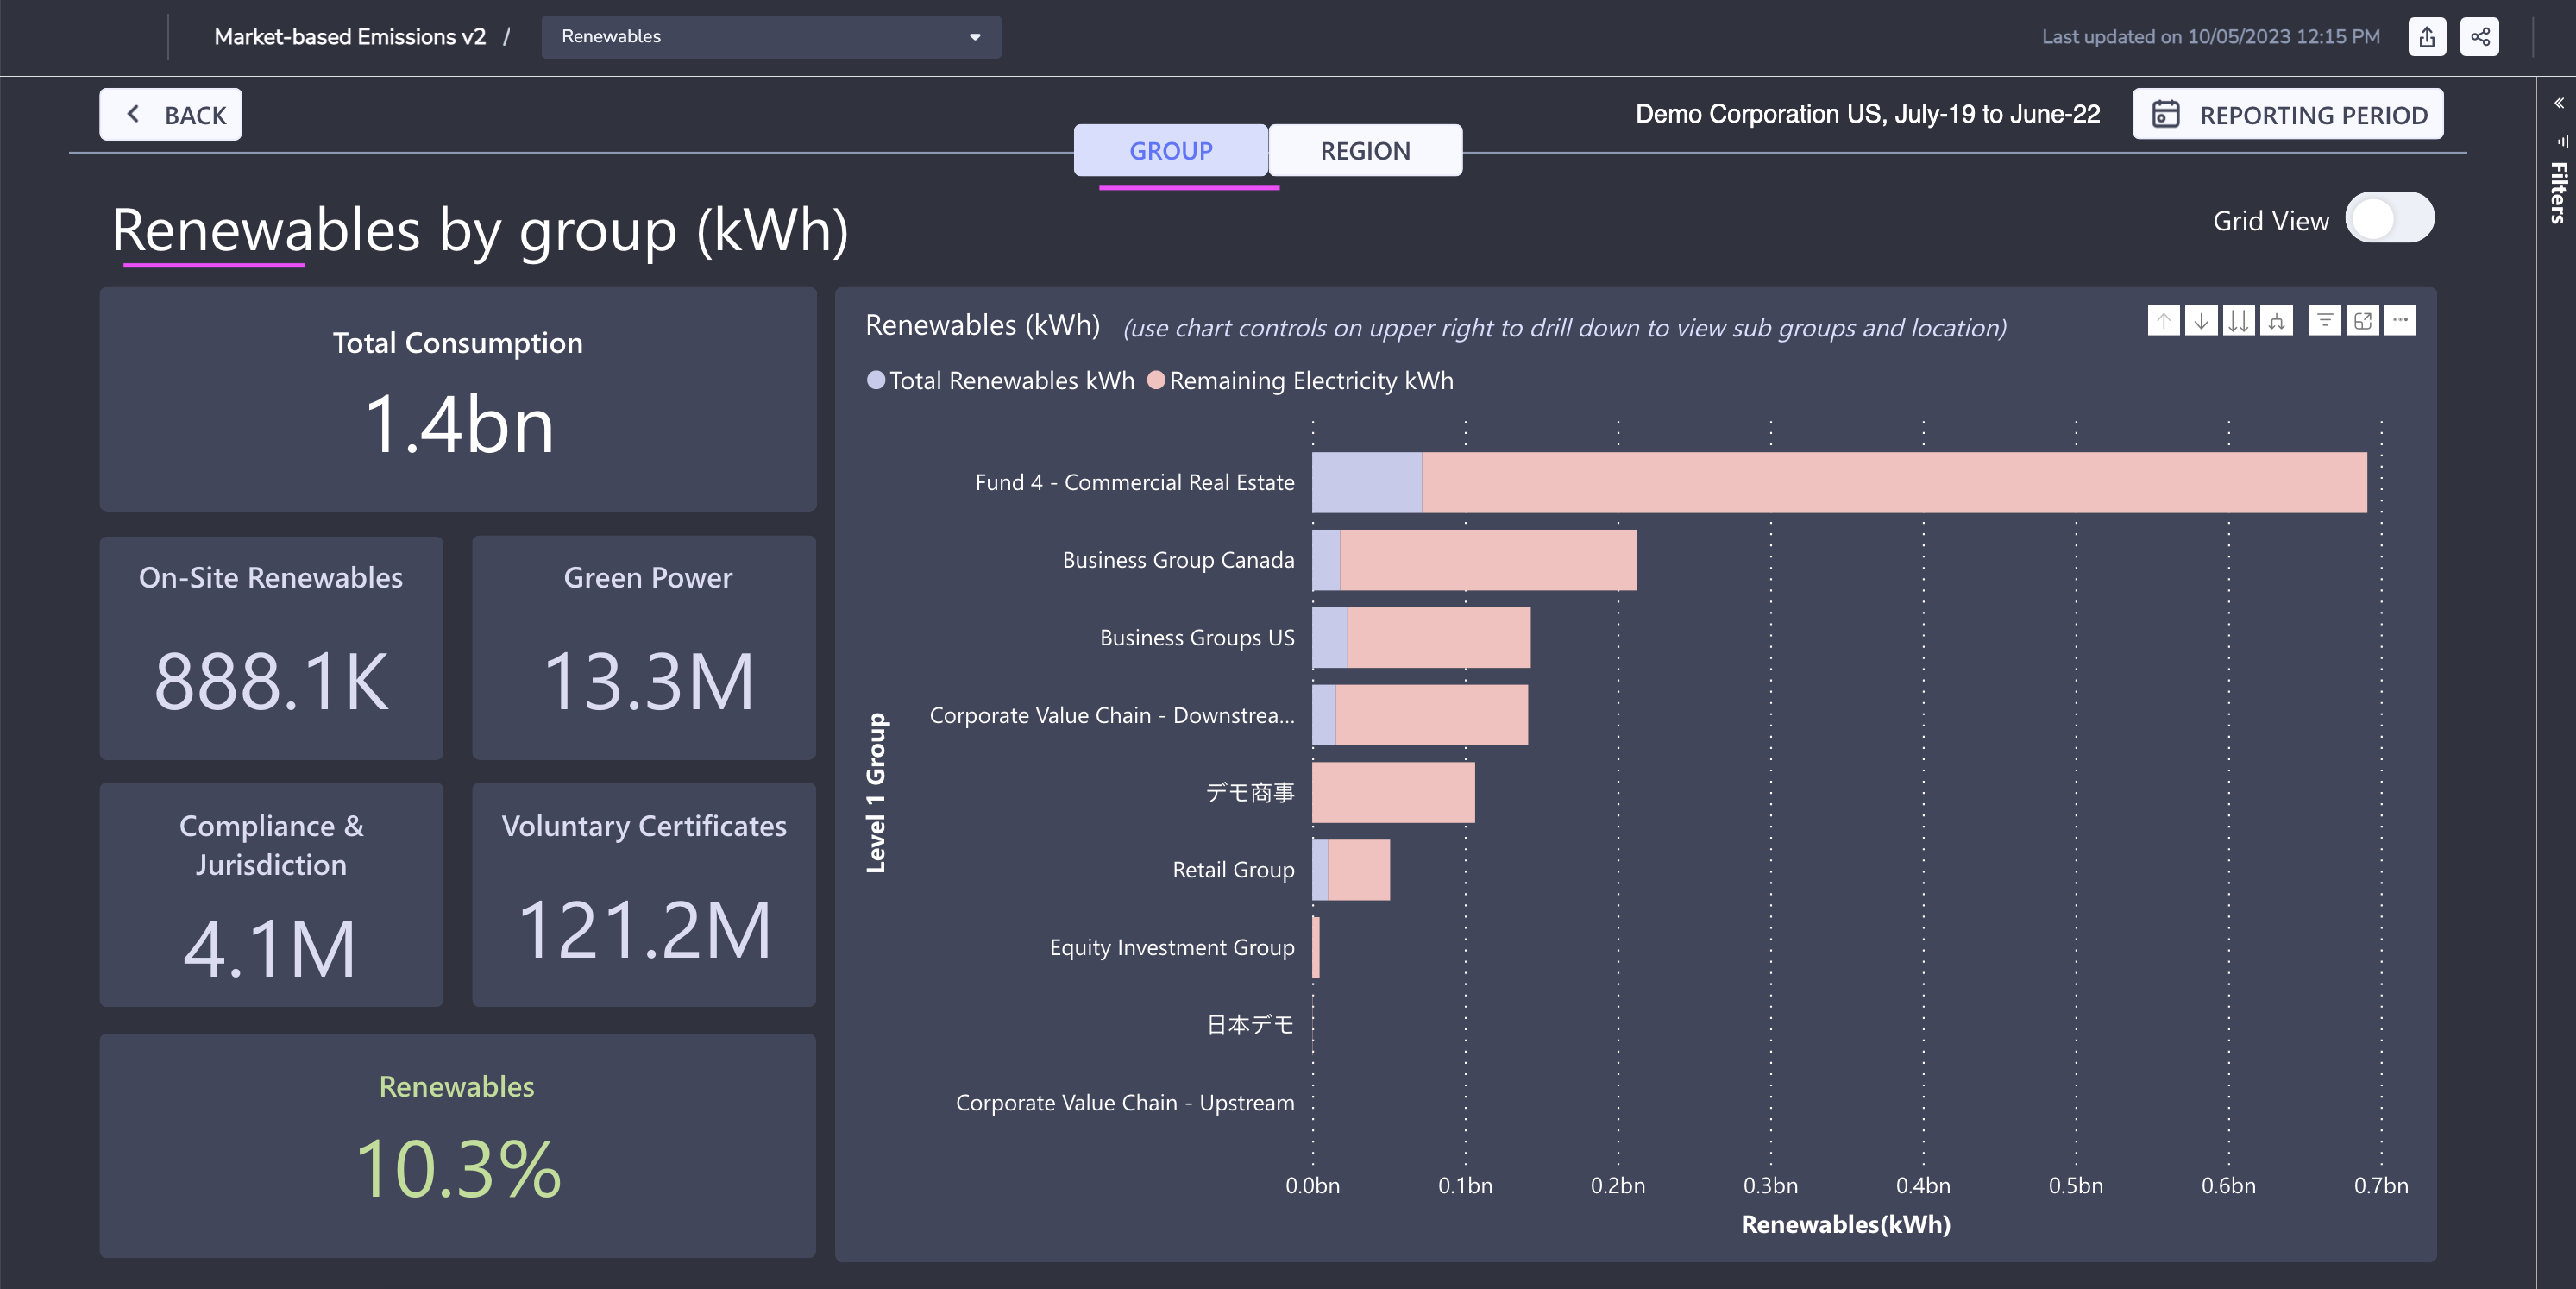 Market-based Emissions v2 /
Renewables
Last updated on 10/05/2023 12:15 PM
BACK
GROUP
REGION
Demo Corporation US, July-19 to June-22
REPORTING PERIOD
Filters
Renewables by group (kWh)
Grid View
Total Consumption
1.4bn
On-Site Renewables
888.1K
Green Power
13.3M
Compliance &
Jurisdiction
4.1M
Voluntary Certificates
121.2M
Renewables
10.3%
Renewables (kWh) (use chart controls on upper right to drill down to view sub groups and location)
Total Renewables kWh Remaining Electricity kWh
Level 1 Group
Fund 4 - Commercial Real Estate
Business Group Canada
Business Groups US
Corporate Value Chain - Downstrea...
デモ商事
Retail Group
Equity Investment Group
日本デモ
Corporate Value Chain - Upstream
0.0bn 0.1bn 0.2bn 0.3bn 0.4bn 0.5bn 0.6bn 0.7bn
Renewables(kWh)